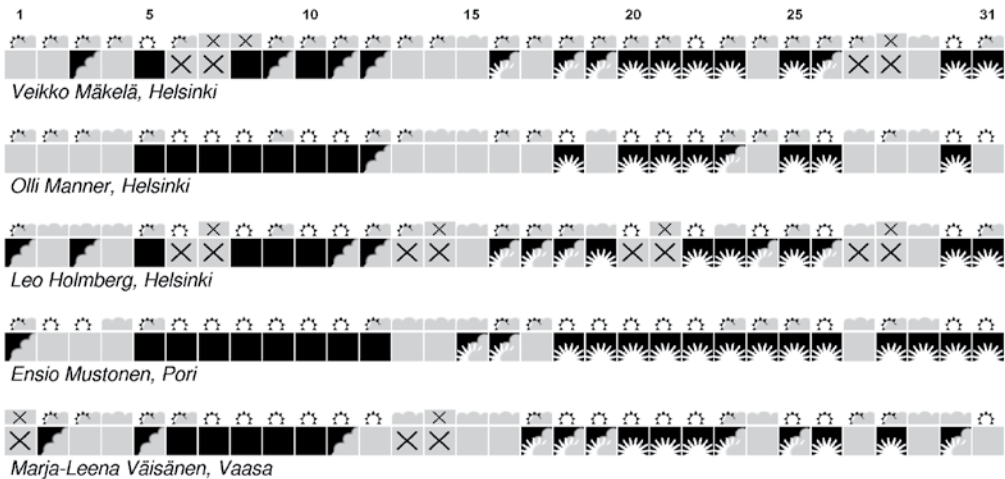 1 5 10 15 20 25 31
Veikko Mäkelä, Helsinki
Olli Manner, Helsinki
Leo Holmberg, Helsinki
Ensio Mustonen, Pori
Marja-Leena Väisänen, Vaasa